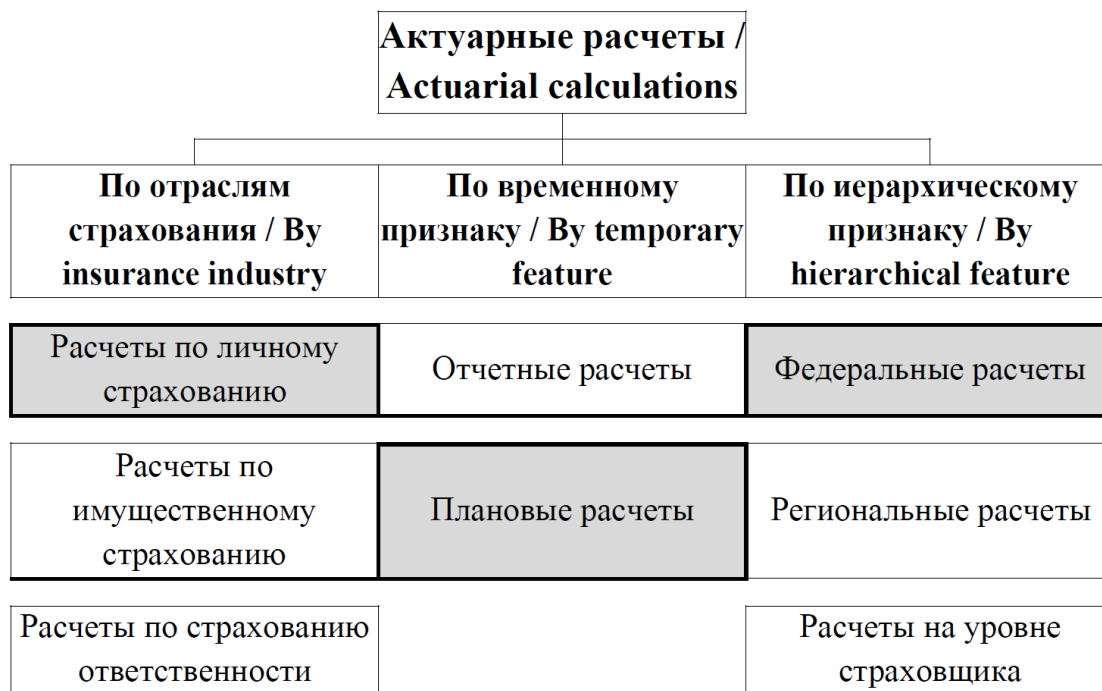 Актуарные расчеты /
Actuarial calculations
По отраслям
страхования / By
insurance industry
По временному
признаку / By temporary
feature
По иерархическому
признаку / By
hierarchical feature
Расчеты по личному
страхованию
Отчетные расчеты
Федеральные расчеты
Расчеты по
имущественному
страхованию
Плановые расчеты
Региональные расчеты
Расчеты по страхованию
ответственности
Расчеты на уровне
страховщика